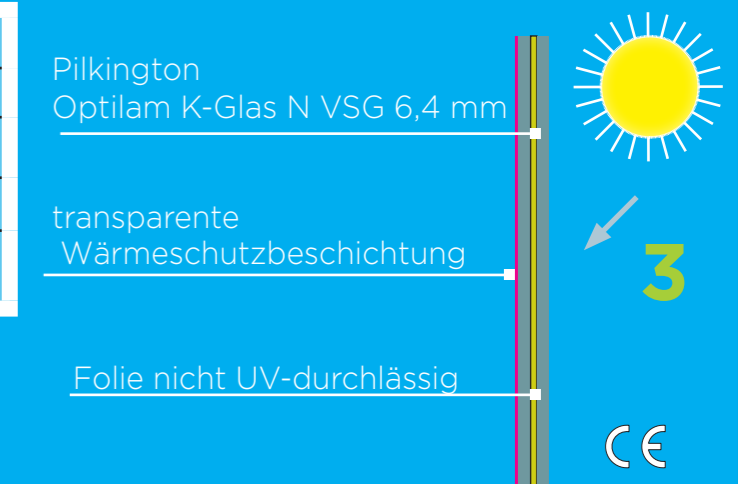 Pilkington
Optilam K-Glas N VSG 6,4 mm
transparente
Wärmeschutzbeschichtung
3
Folie nicht UV-durchlässig
CE